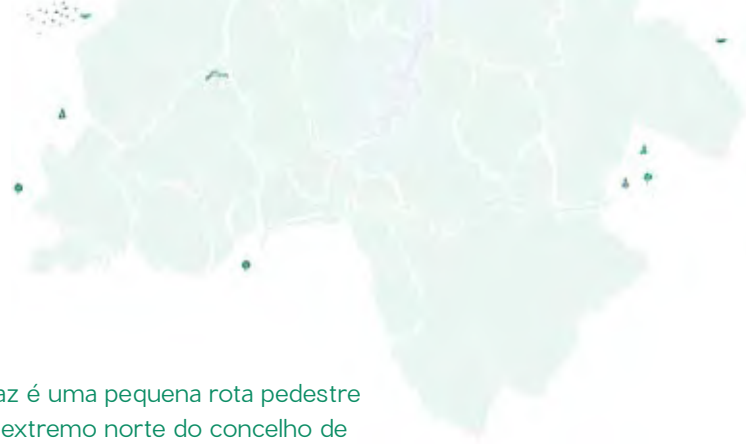 az é uma pequena rota pedestre
extremo norte do concelho de